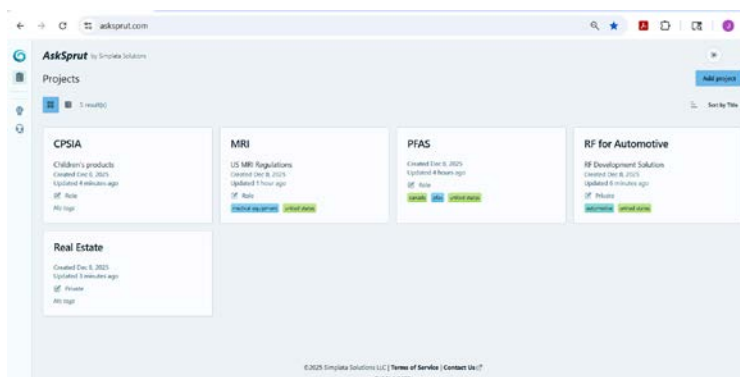 asksprut.com
AskSprut by Simplata Solutions
Projects
Add project
5 result(s)
Sort by Title
CPSIA
Children's products
Created Dec 8, 2025
Updated 4 minutes ago
Role
No tags
MRI
US MRI Regulations
Created Dec 8, 2025
Updated 1 hour ago
Role
medical equipment united states
PFAS
Created Dec 8, 2025
Updated 4 hours ago
Role
canada pfas united states
RF for Automotive
RF Development Solution
Created Dec 8, 2025
Updated 6 minutes ago
Private
automotive united states
Real Estate
Created Dec 8, 2025
Updated 3 minutes ago
Private
No tags
©2025 Simplata Solutions LLC | Terms of Service | Contact Us